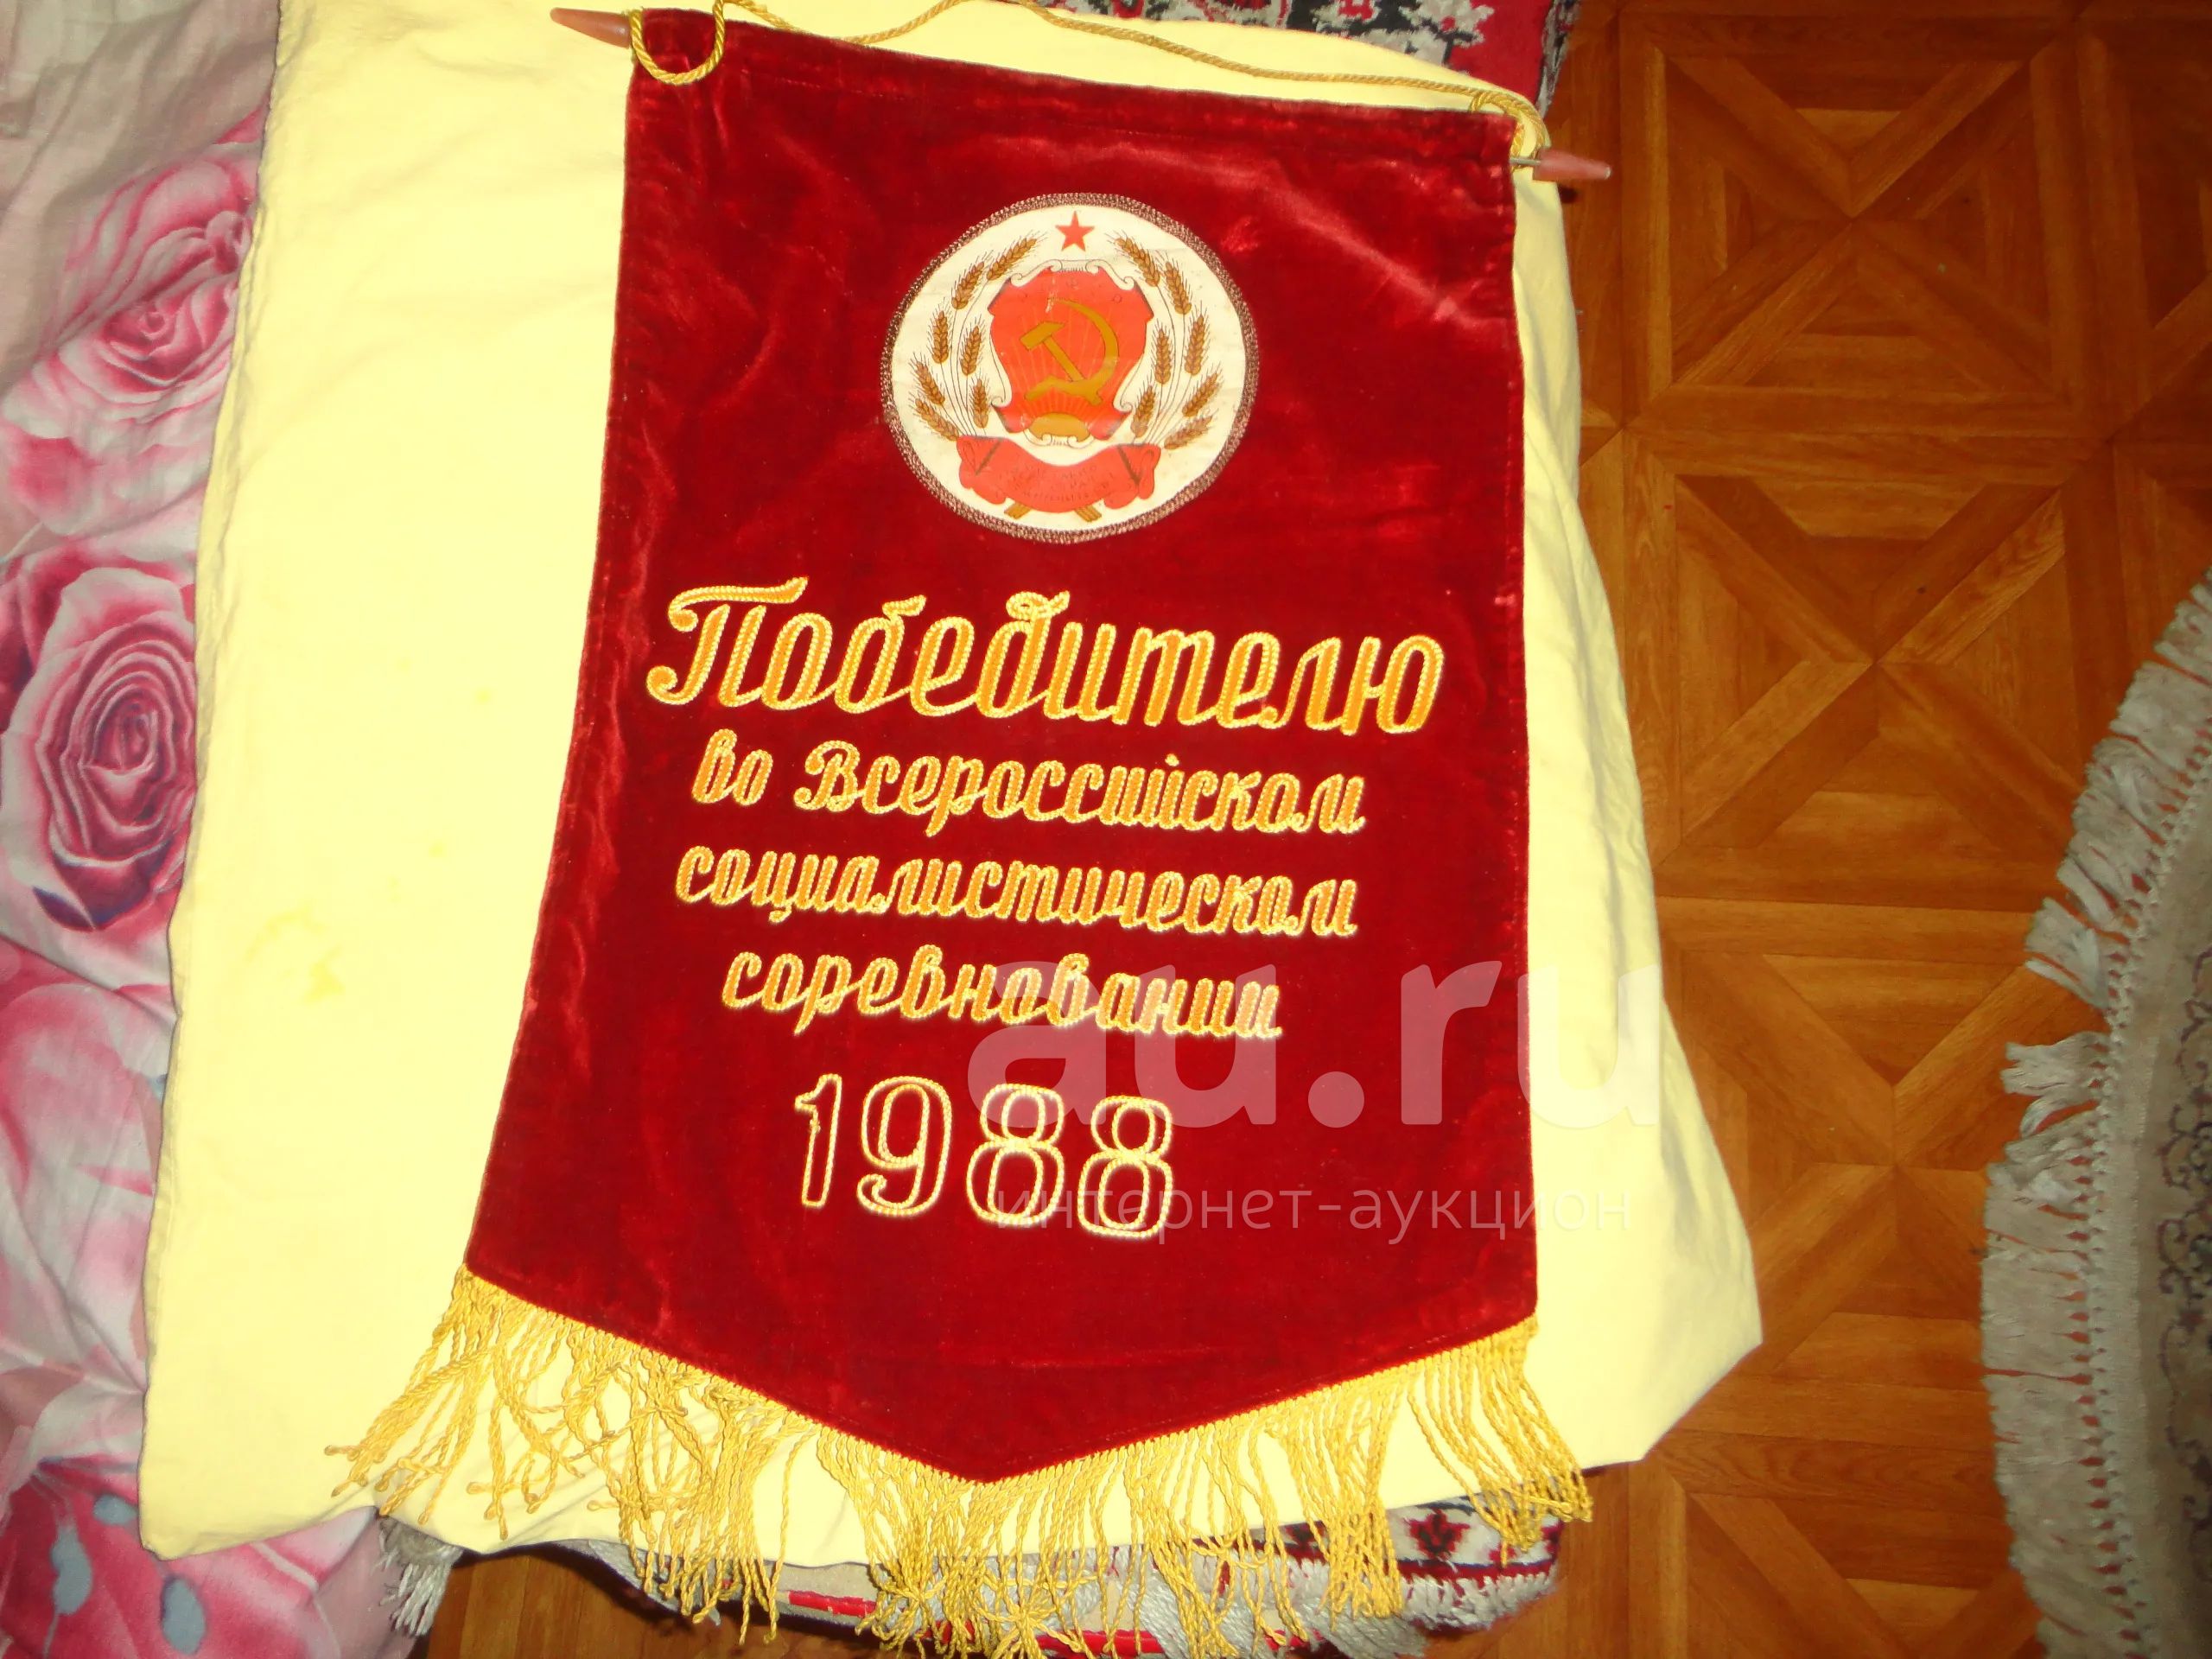 Победителю
во Всероссийском
социалистическом
соревновании
1988
au.ru
интернет-аукцион